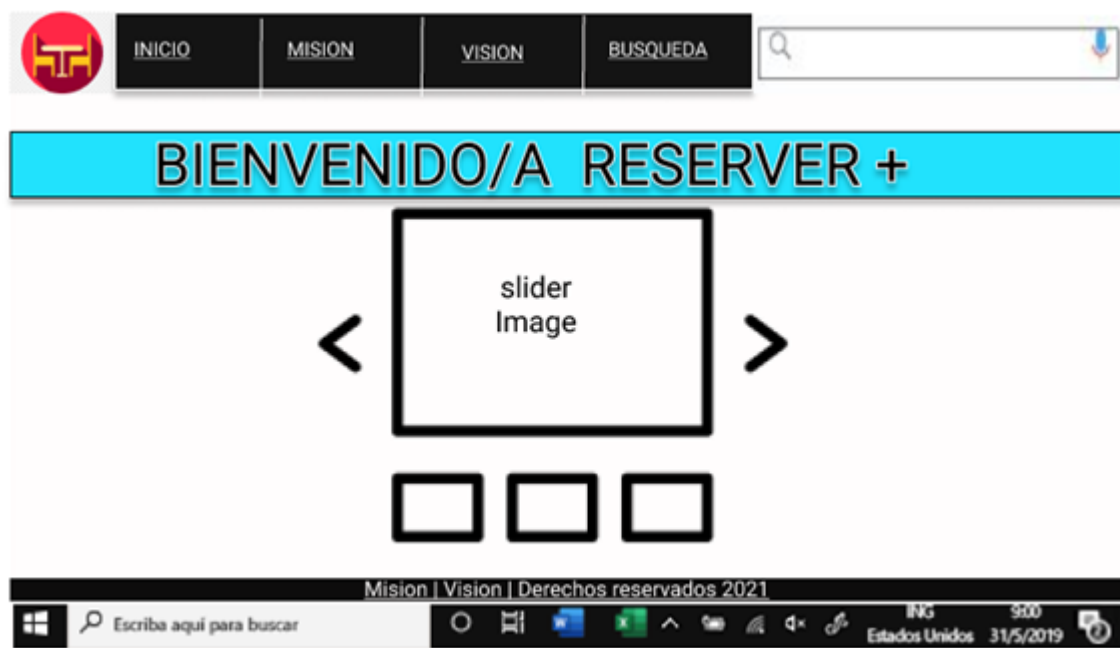 INICIO MISION VISION BUSQUEDA
BIENVENIDO/A RESERVER +
slider
Image
Mision | Vision | Derechos reservados 2021
Escriba aquí para buscar
ING 9:00
Estados Unidos 31/5/2019